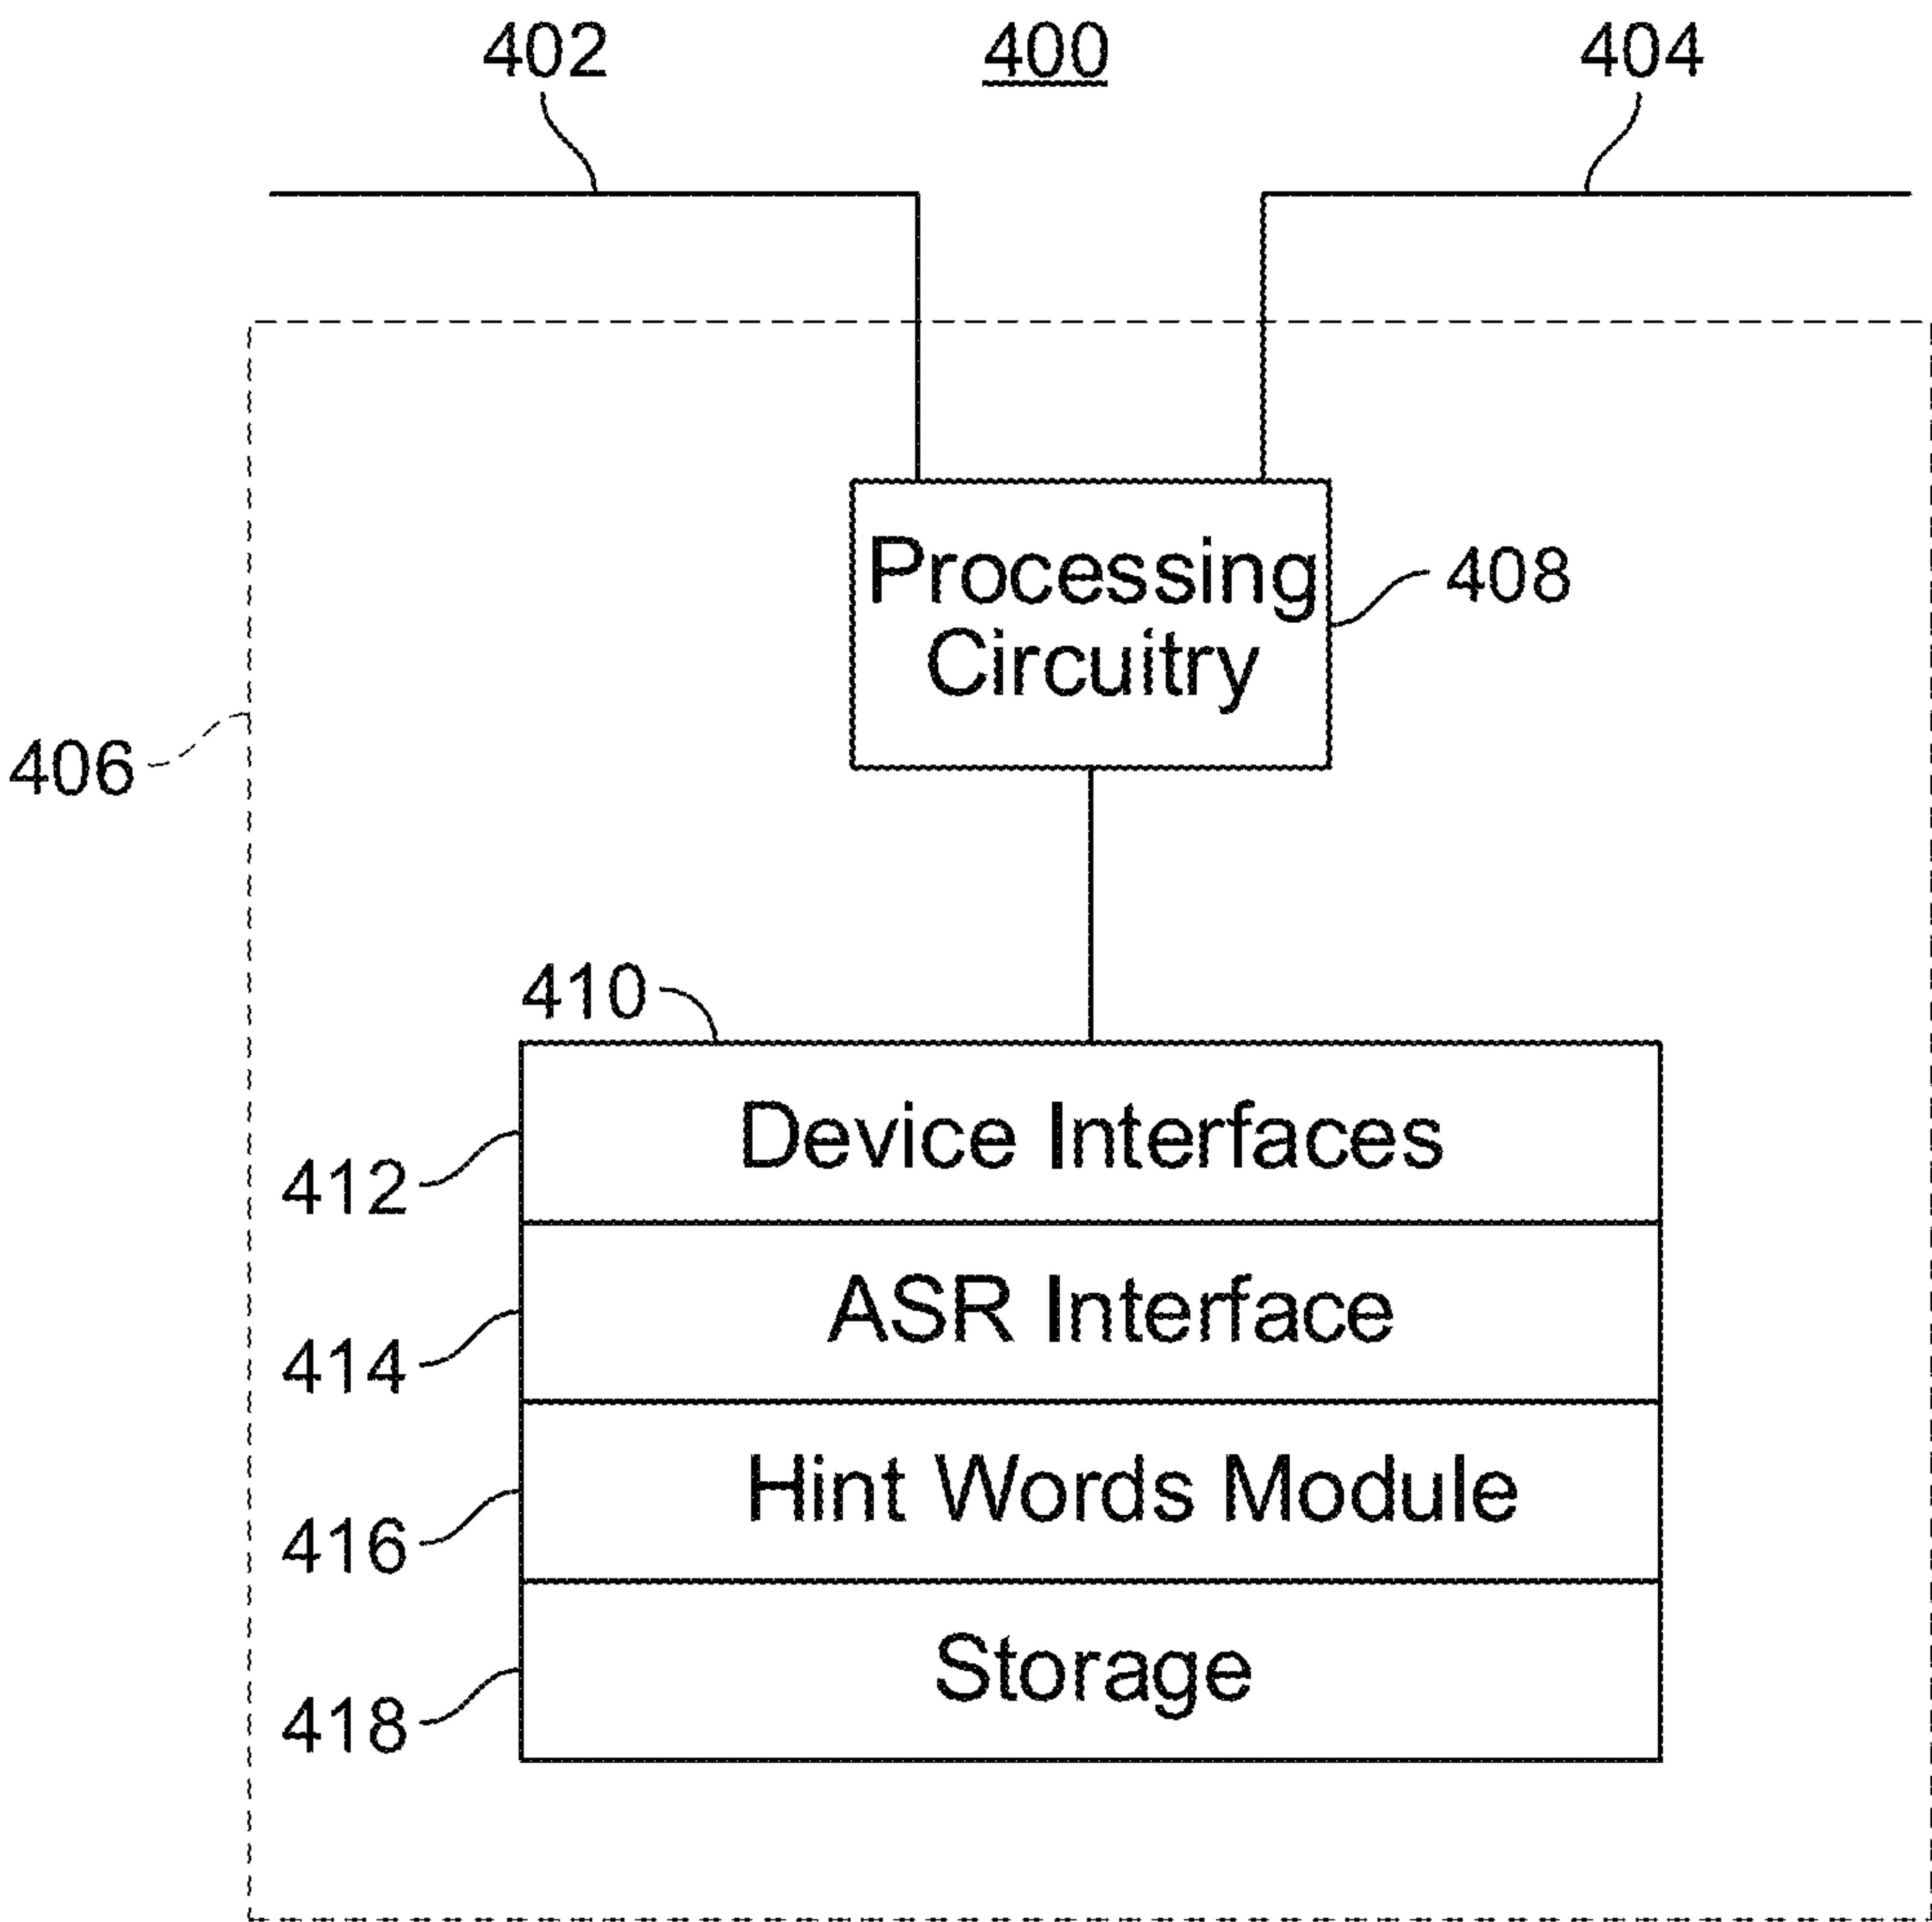 402 400 404
Processing
Circuitry
408
406
410
Device Interfaces
412
ASR Interface
414
Hint Words Module
416
Storage
418